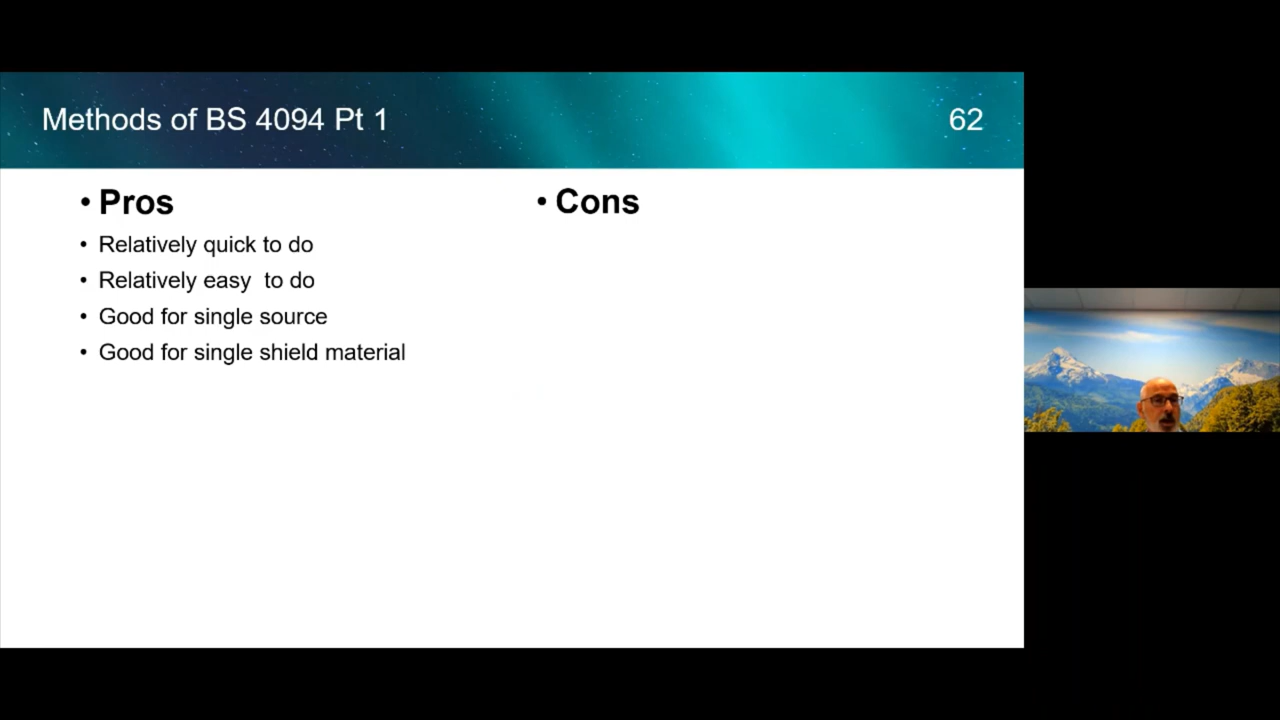 Methods of BS 4094 Pt 1
62
• Pros
• Relatively quick to do
• Relatively easy  to do
• Good for single source
• Good for single shield material
• Cons